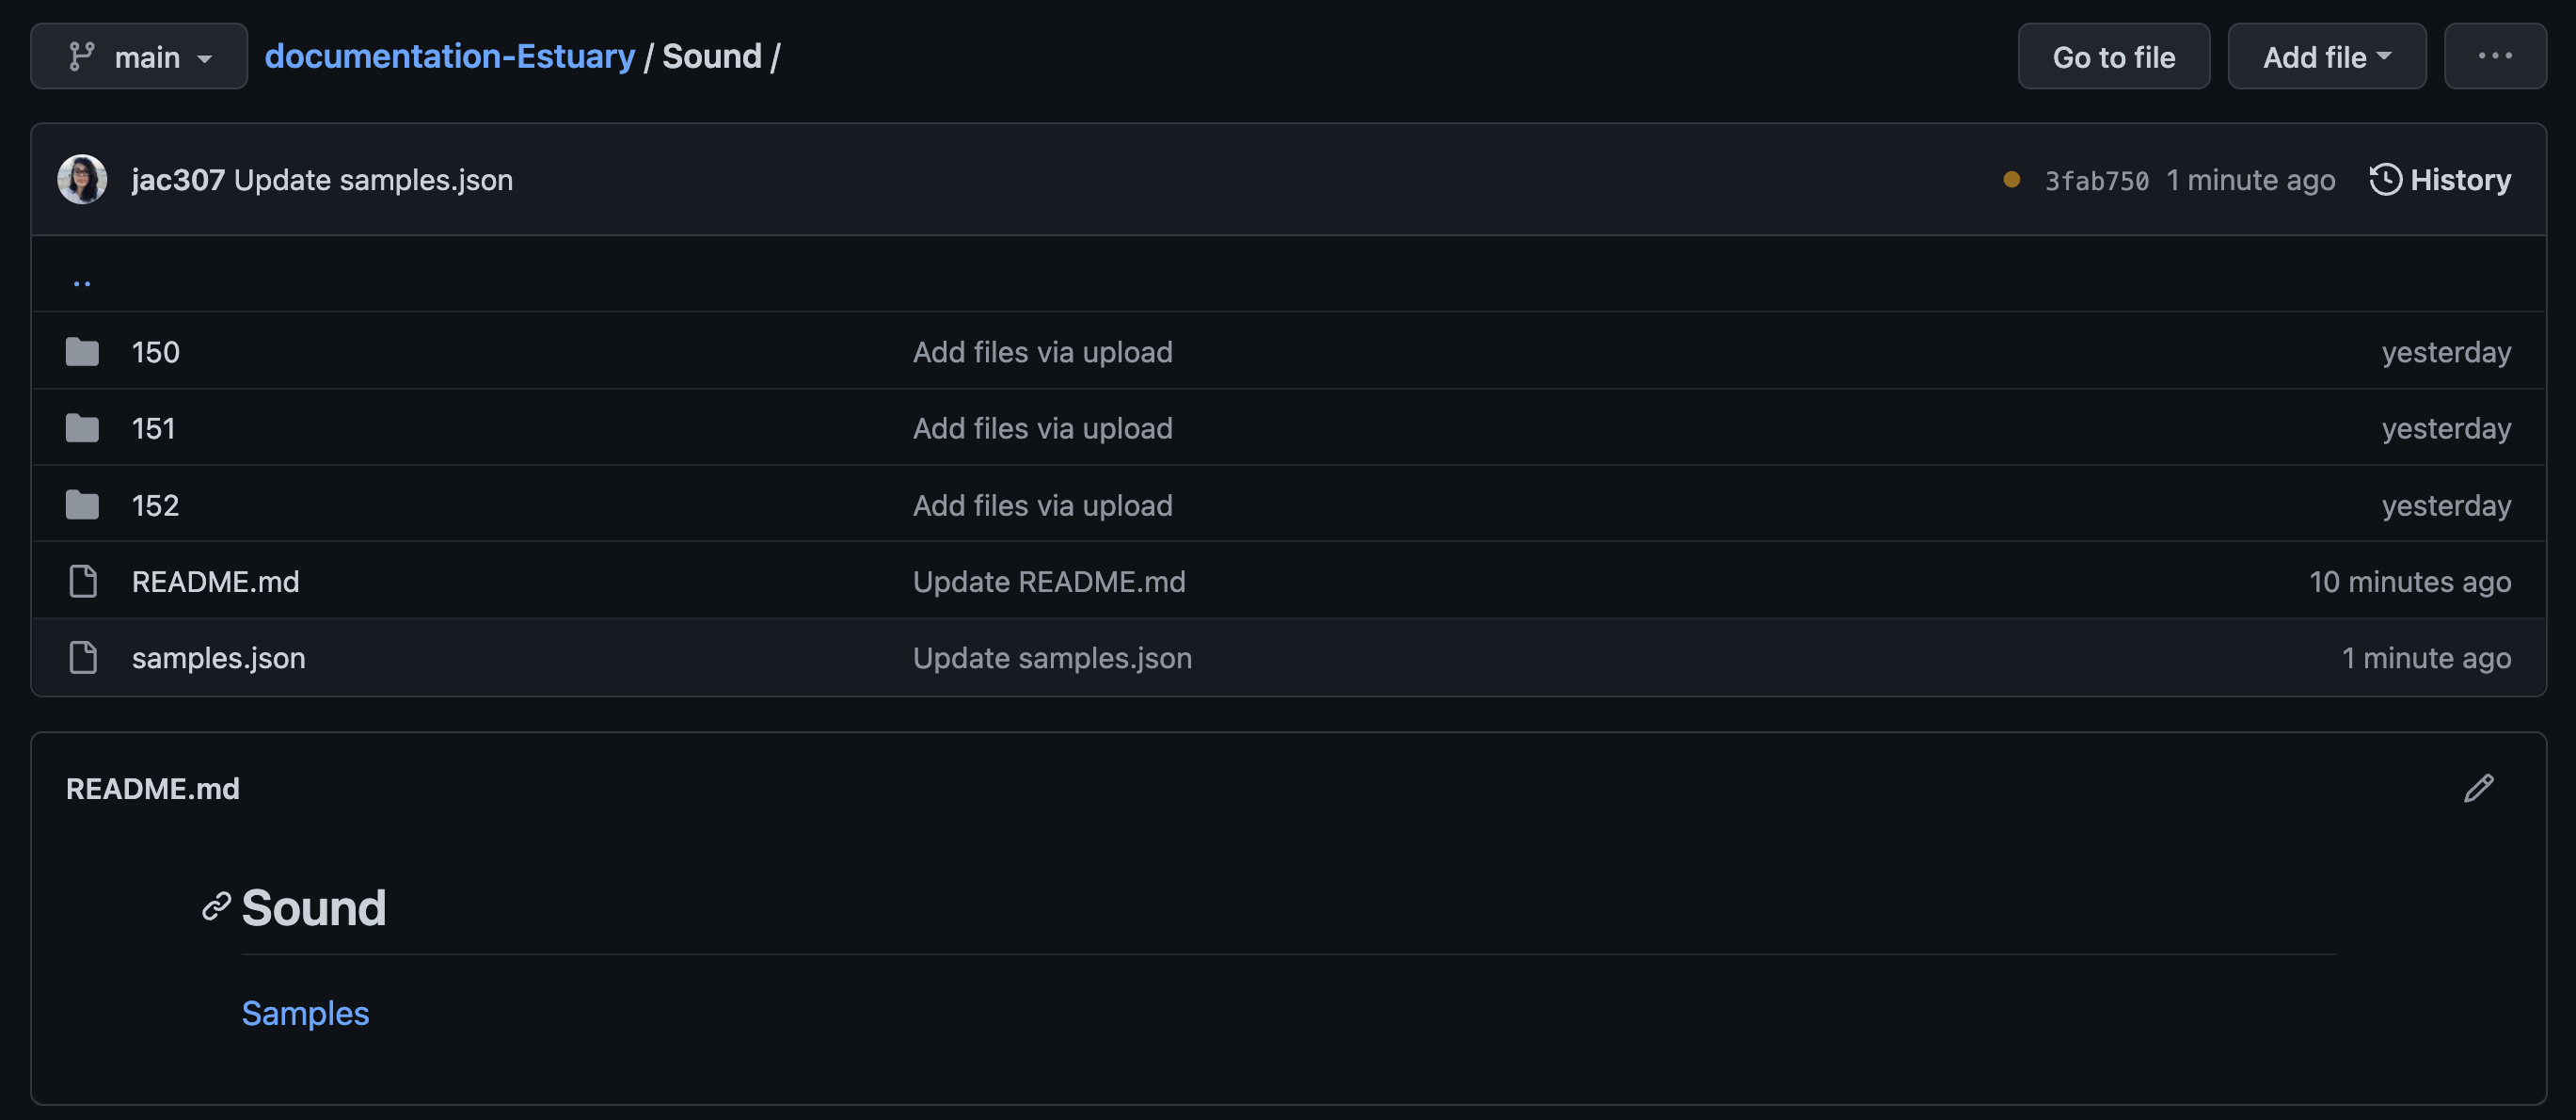 main documentation-Estuary / Sound / Go to file Add file ...
jac307 Update samples.json 3fab750 1 minute ago History
..
150 Add files via upload yesterday
151 Add files via upload yesterday
152 Add files via upload yesterday
README.md Update README.md 10 minutes ago
samples.json Update samples.json 1 minute ago
README.md
Sound
Samples